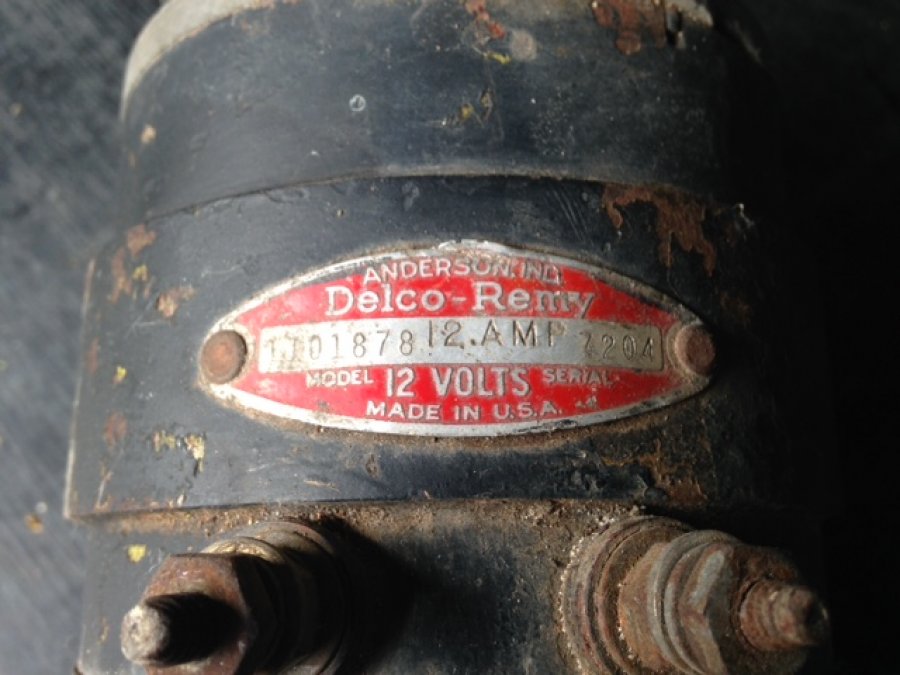 ANDERSON. IND.
Delco-Remy
1101878 12.AMP 7204
MODEL 12 VOLTS SERIAL
MADE IN U.S.A.